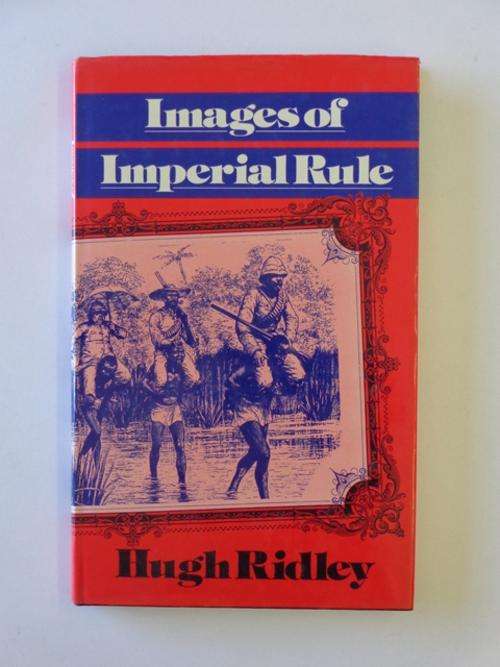 Images of
Imperial Rule
Hugh Ridley